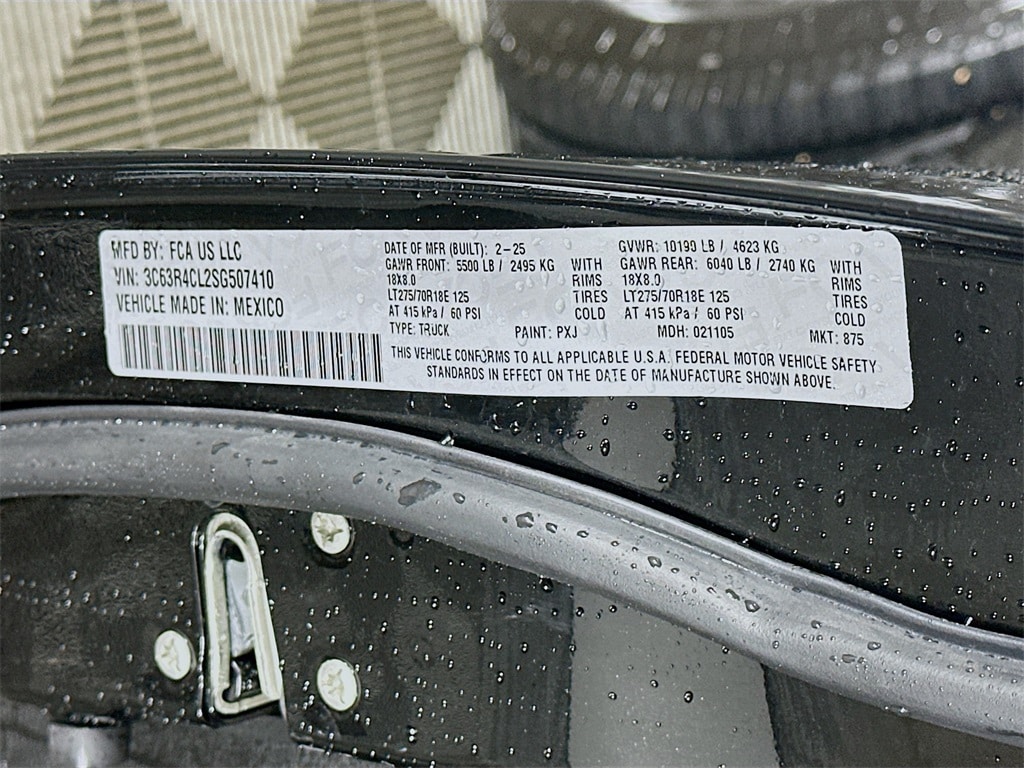 MFD BY: FCA US LLC
VIN: 3C63R4CL2SG507410
VEHICLE MADE IN: MEXICO
DATE OF MFR (BUILT): 2-25
GAWR FRONT: 5500 LB / 2495 KG WITH
18X8.0 RIMS
LT275/70R18E 125 TIRES
AT 415 kPa / 60 PSI COLD
TYPE: TRUCK PAINT: PXJ
GVWR: 10190 LB / 4623 KG
GAWR REAR: 6040 LB / 2740 KG WITH
18X8.0 RIMS
LT275/70R18E 125 TIRES
AT 415 kPa / 60 PSI COLD
MDH: 021105 MKT: 875
THIS VEHICLE CONFORMS TO ALL APPLICABLE U.S.A. FEDERAL MOTOR VEHICLE SAFETY
STANDARDS IN EFFECT ON THE DATE OF MANUFACTURE SHOWN ABOVE.